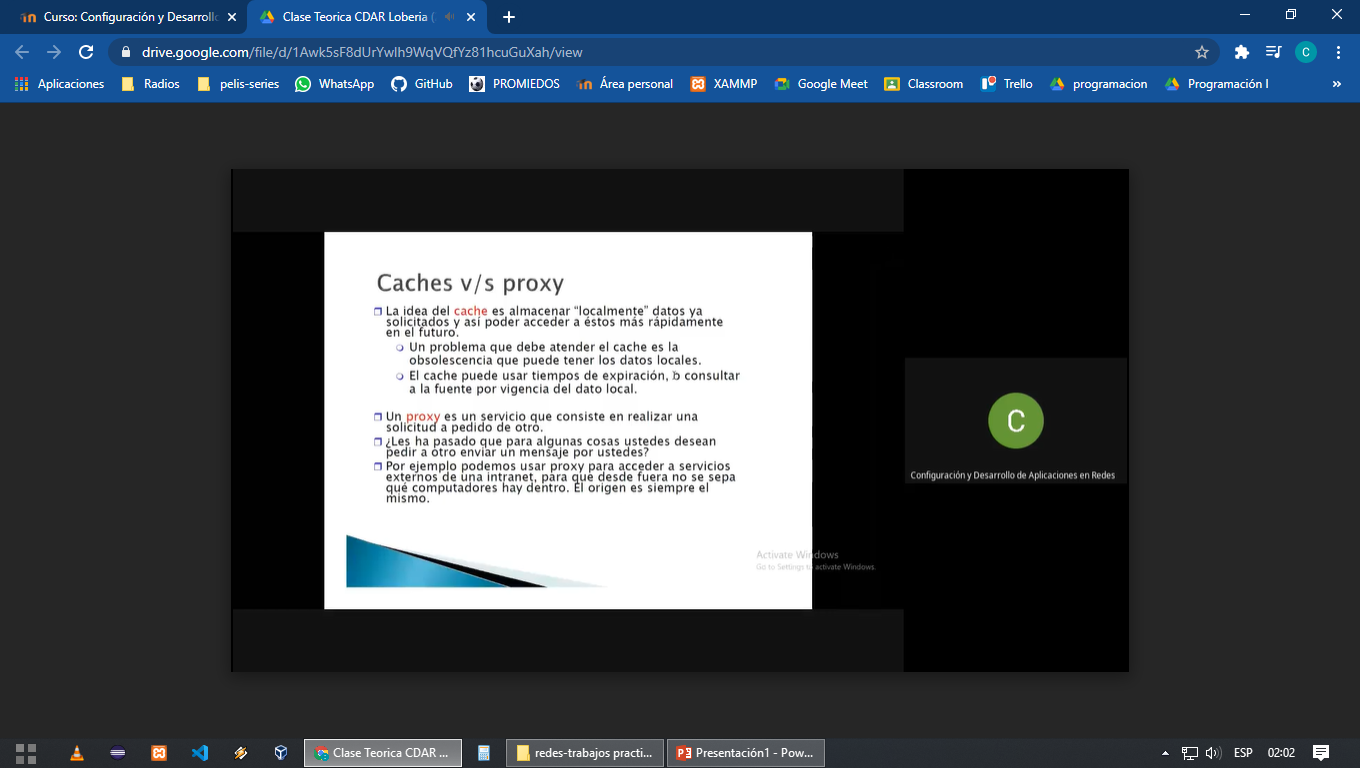 Curso: Configuración y Desarrollo
Clase Teorica CDAR Loberia (
drive.google.com/file/d/1Awk5sF8dUrYwIh9WqVQfYz81hcuGuXah/view
C
Aplicaciones
Radios
pelis-series
WhatsApp
GitHub
PROMIEDOS
Área personal
XAMMP
Google Meet
Classroom
Trello
programacion
Programación I
»
Caches v/s proxy
La idea del cache es almacenar “localmente” datos ya
solicitados y así poder acceder a éstos más rápidamente
en el futuro.
Un problema que debe atender el cache es la
obsolescencia que puede tener los datos locales.
El cache puede usar tiempos de expiración, o consultar
a la fuente por vigencia del dato local.
Un proxy es un servicio que consiste en realizar una
solicitud a pedido de otro.
¿Les ha pasado que para algunas cosas ustedes desean
pedir a otro enviar un mensaje por ustedes?
Por ejemplo podemos usar proxy para acceder a servicios
externos de una intranet, para que desde fuera no se sepa
qué computadores hay dentro. El origen es siempre el
mismo.
Activate Windows
Go to Settings to activate Windows.
C
Configuración y Desarrollo de Aplicaciones en Redes
Clase Teorica CDAR ...
redes-trabajos practi...
Presentación1 - Pow...
ESP
02:02